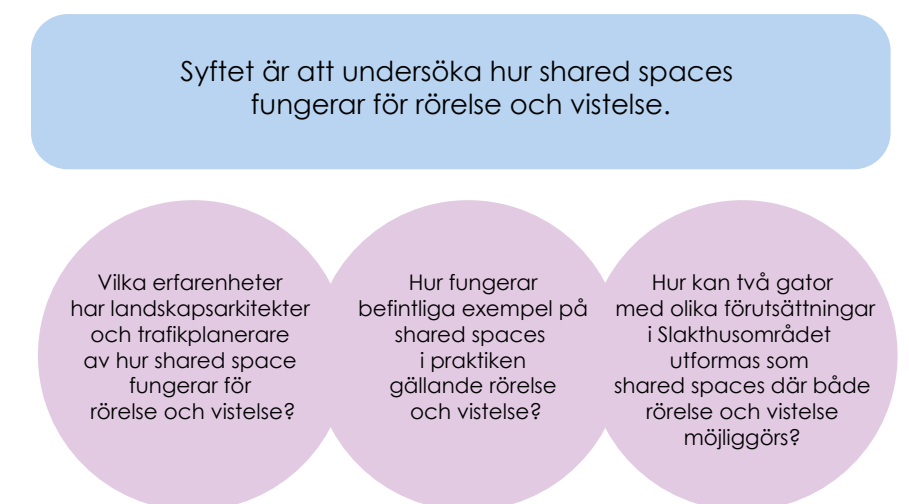 Syftet är att undersöka hur shared spaces
fungerar för rörelse och vistelse.
Vilka erfarenheter
har landskapsarkitekter
och trafikplanerare
av hur shared space
fungerar för
rörelse och vistelse?
Hur fungerar
befintliga exempel på
shared spaces
i praktiken
gällande rörelse
och vistelse?
Hur kan två gator
med olika förutsättningar
i Slakthusområdet
utformas som
shared spaces där både
rörelse och vistelse
möjliggörs?